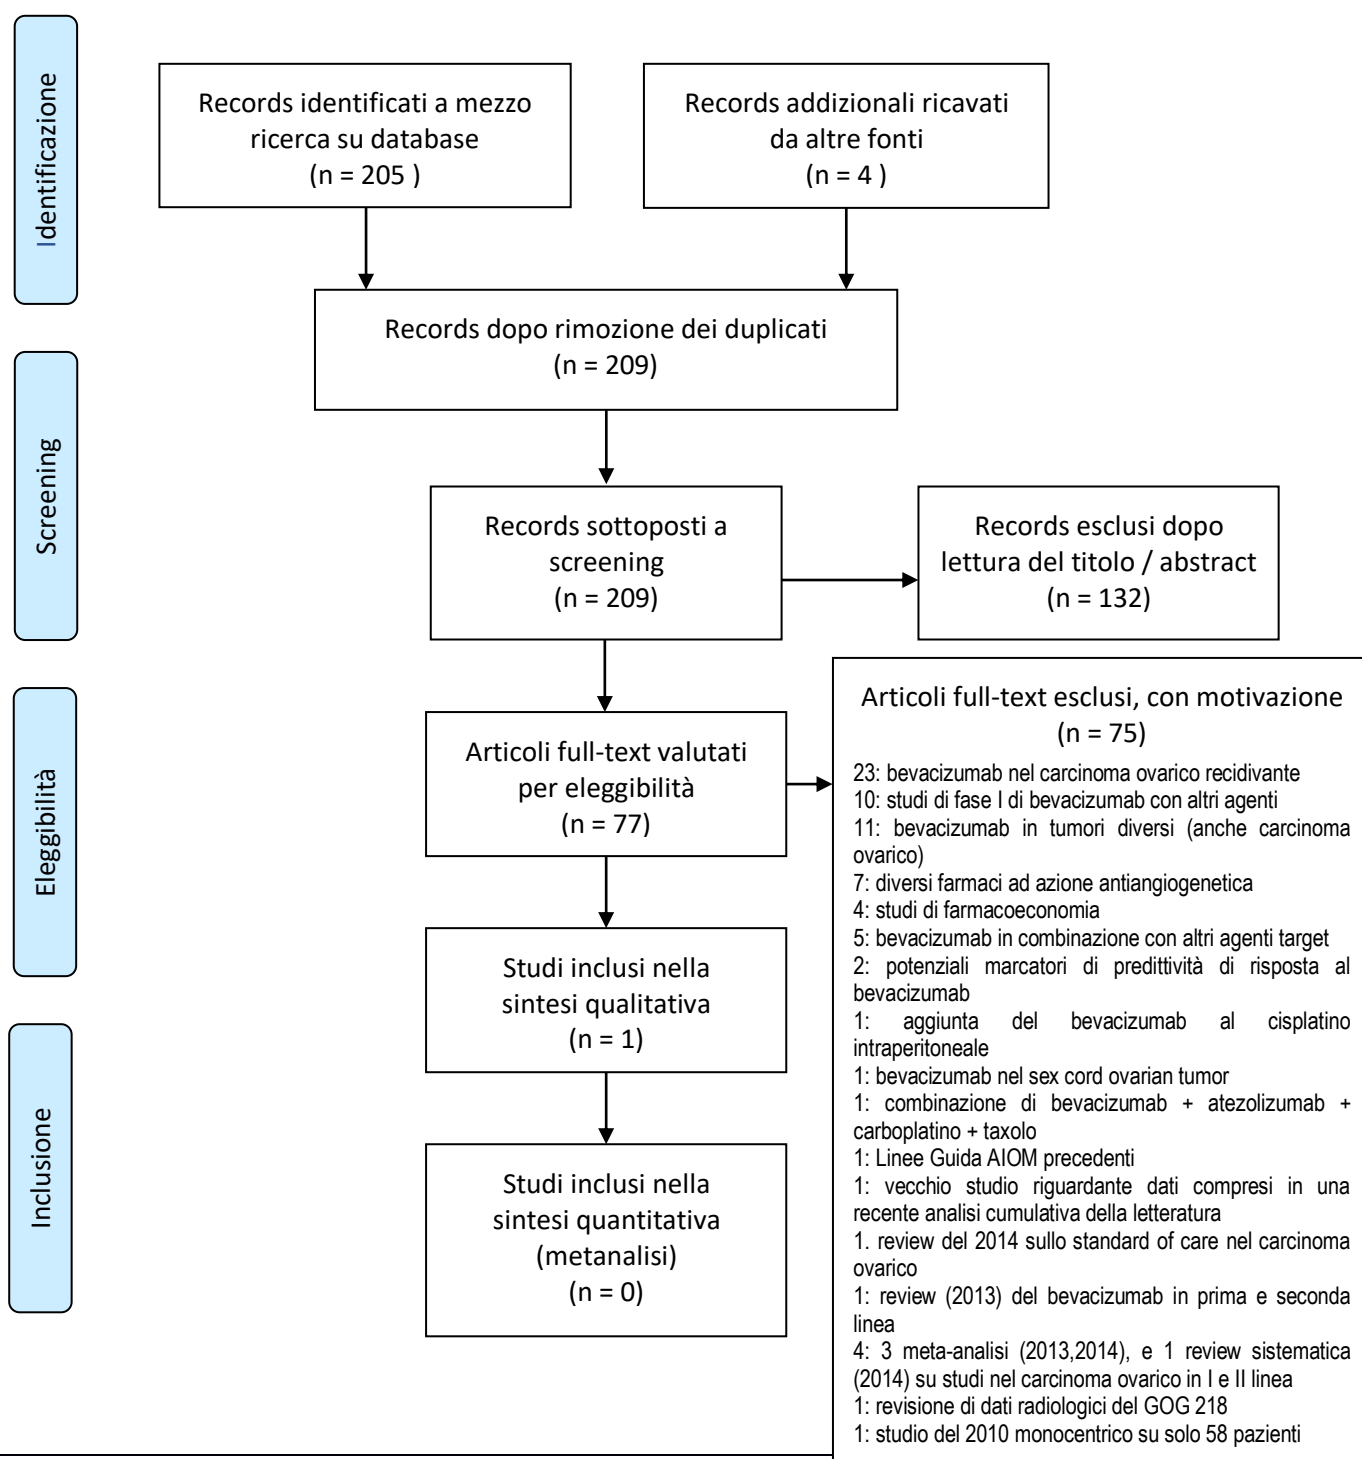 Identificazione
Records identificati a mezzo
ricerca su database
(n = 205 )
Records addizionali ricavati
da altre fonti
(n = 4 )
Records dopo rimozione dei duplicati
(n = 209)
Screening
Records sottoposti a
screening
(n = 209)
Records esclusi dopo
lettura del titolo / abstract
(n = 132)
Eleggibilità
Articoli full-text valutati
per eleggibilità
(n = 77)
Articoli full-text esclusi, con motivazione
(n = 75)
23: bevacizumab nel carcinoma ovarico recidivante
10: studi di fase I di bevacizumab con altri agenti
11: bevacizumab in tumori diversi (anche carcinoma
ovarico)
7: diversi farmaci ad azione antiangiogenetica
4: studi di farmacoeconomia
5: bevacizumab in combinazione con altri agenti target
2: potenziali marcatori di predittività di risposta al
bevacizumab
1: aggiunta del bevacizumab al cisplatino
intraperitoneale
1: bevacizumab nel sex cord ovarian tumor
1: combinazione di bevacizumab + atezolizumab +
carboplatino + taxolo
1: Linee Guida AIOM precedenti
1: vecchio studio riguardante dati compresi in una
recente analisi cumulativa della letteratura
1. review del 2014 sullo standard of care nel carcinoma
ovarico
1: review (2013) del bevacizumab in prima e seconda
linea
4: 3 meta-analisi (2013,2014), e 1 review sistematica
(2014) su studi nel carcinoma ovarico in I e II linea
1: revisione di dati radiologici del GOG 218
1: studio del 2010 monocentrico su solo 58 pazienti
Studi inclusi nella
sintesi qualitativa
(n = 1)
Inclusione
Studi inclusi nella
sintesi quantitativa
(metanalisi)
(n = 0)